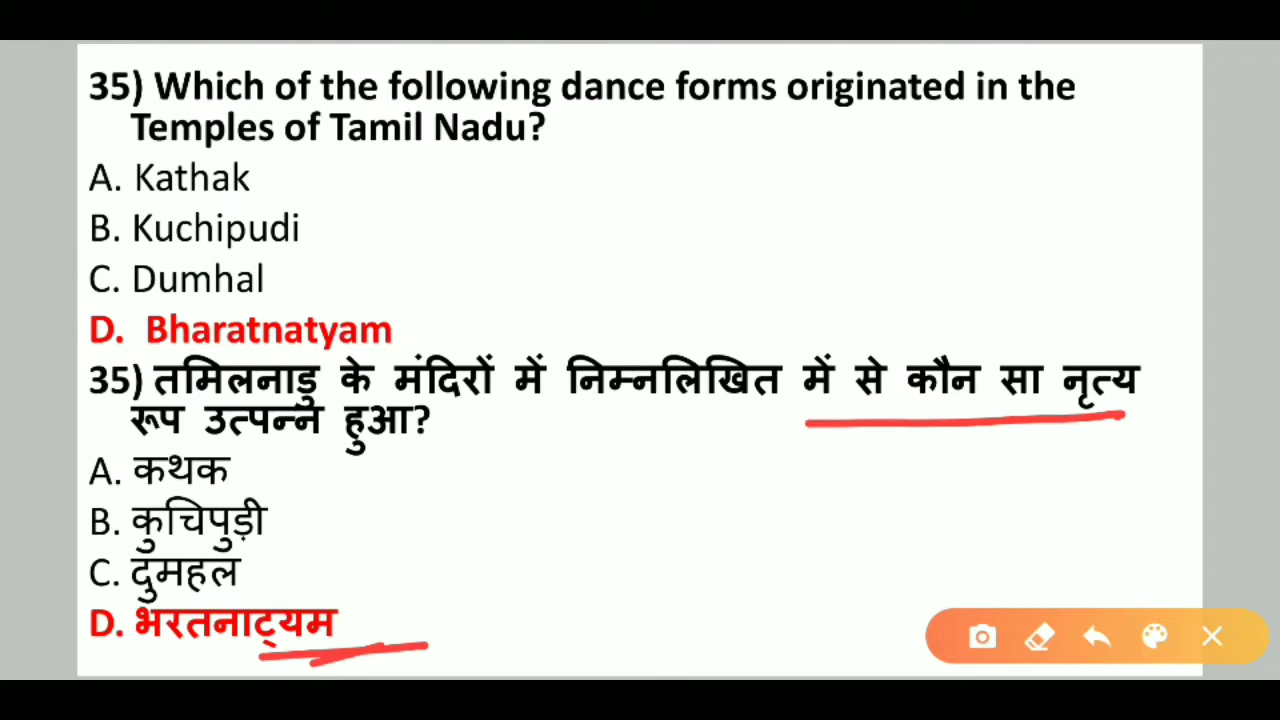 35) Which of the following dance forms originated in the
Temples of Tamil Nadu?
A. Kathak
B. Kuchipudi
C. Dumhal
D. Bharatnatyam
35) तमिलनाडु के मंदिरों में निम्नलिखित में से कौन सा नृत्य
रूप उत्पन्न हुआ?
A. कथक
B. कुचिपुड़ी
C. दुमहल
D. भरतनाट्यम